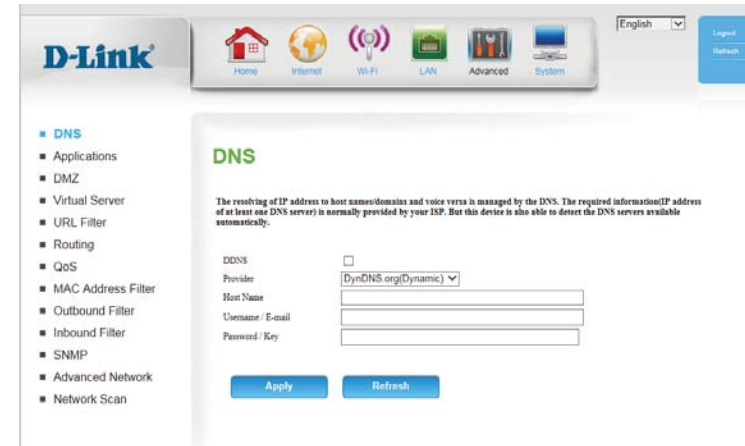 English
Logout
Refresh
D-Link
Home
Internet
Wi-Fi
LAN
Advanced
System
DNS
Applications
DMZ
Virtual Server
URL Filter
Routing
QoS
MAC Address Filter
Outbound Filter
Inbound Filter
SNMP
Advanced Network
Network Scan
DNS
The resolving of IP address to host names/domains and voice versa is managed by the DNS. The required information(IP address
of at least one DNS server) is normally provided by your ISP. But this device is also able to detect the DNS servers available
automatically.
DDNS
Provider
DynDNS.org(Dynamic)
Host Name
Username / E-mail
Password / Key
Apply
Refresh